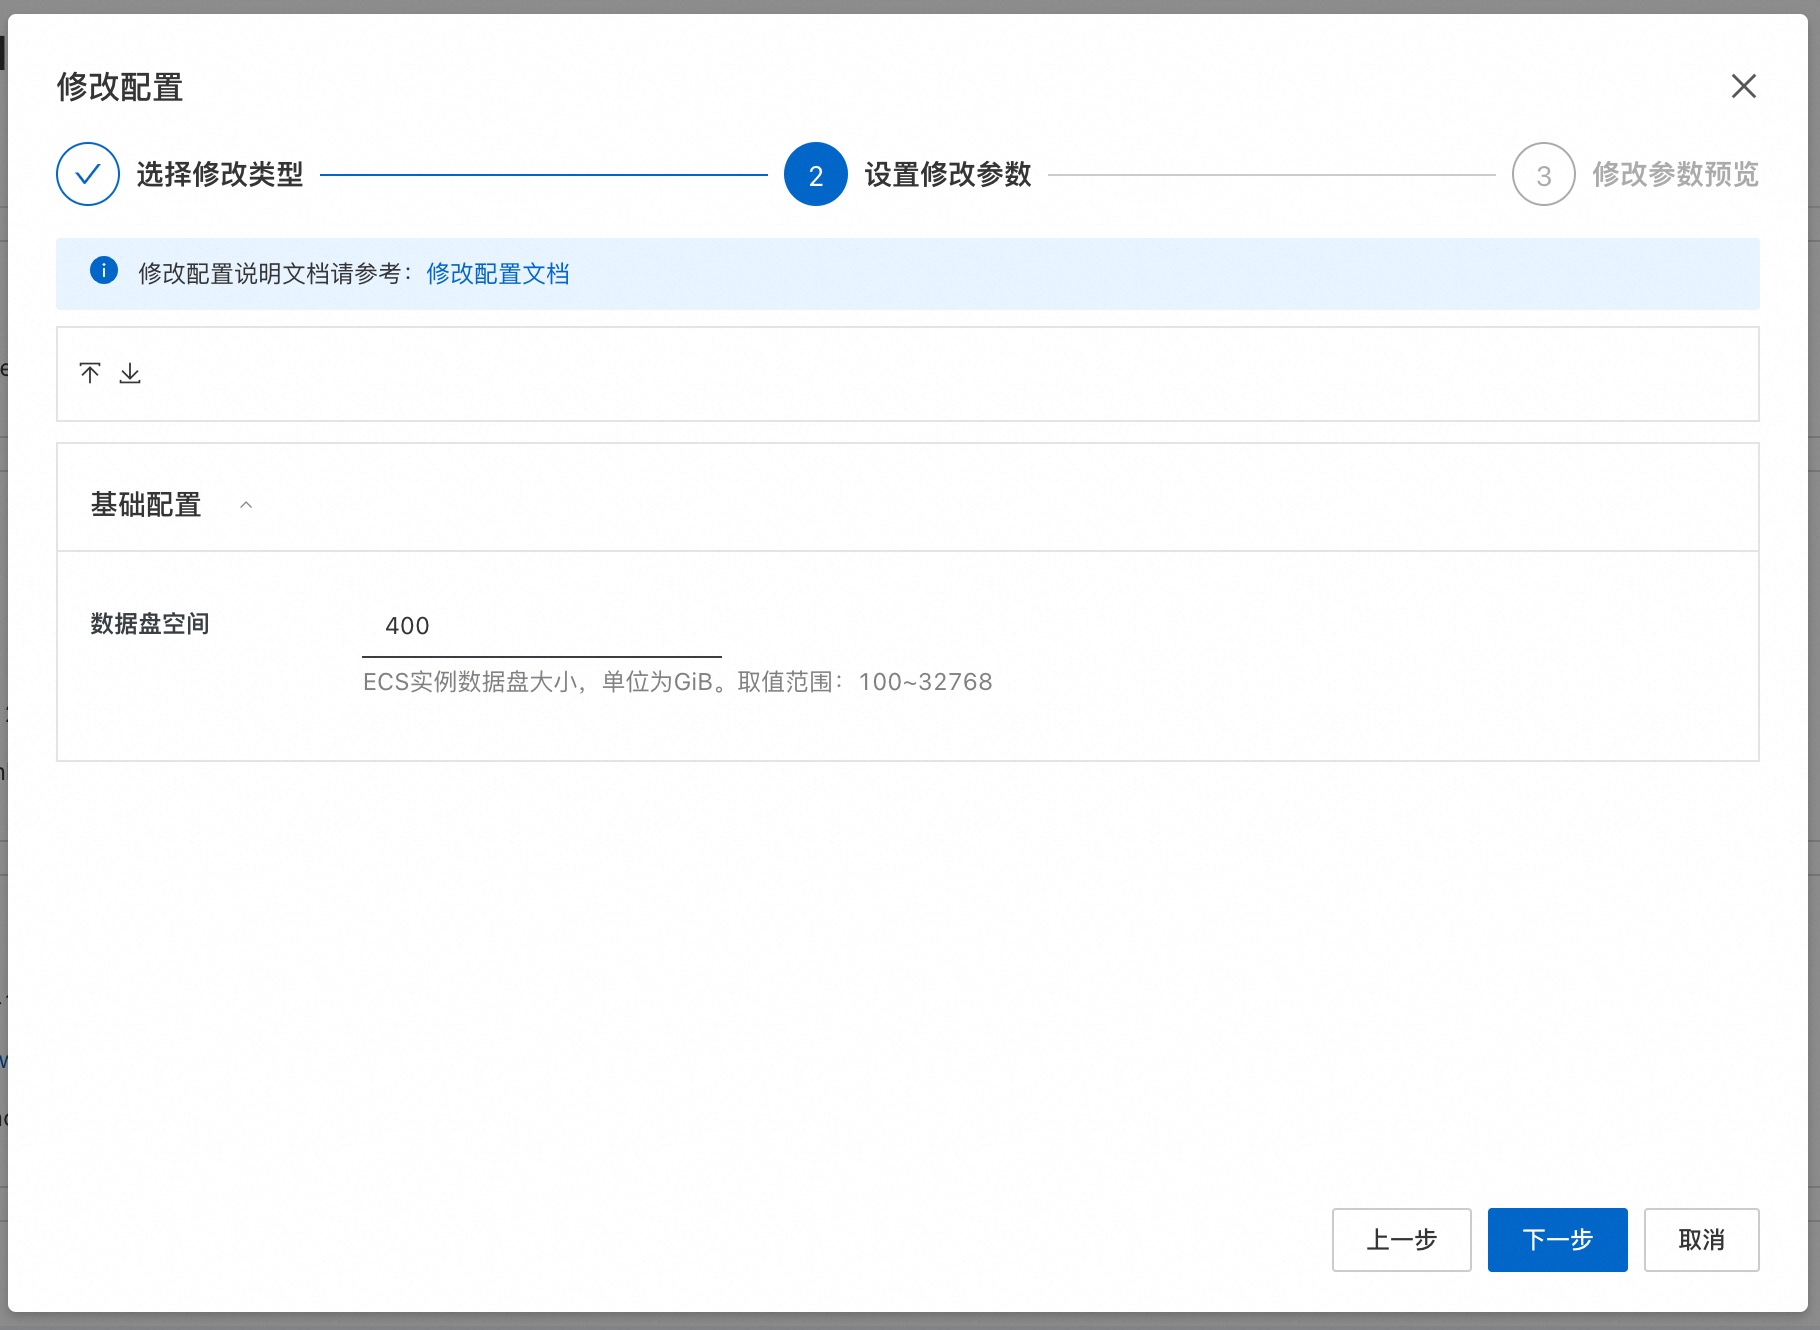 修改配置
选择修改类型
2 设置修改参数
3 修改参数预览
修改配置说明文档请参考：修改配置文档
基础配置
数据盘空间
400
ECS实例数据盘大小，单位为GiB。取值范围：100~32768
上一步
下一步
取消